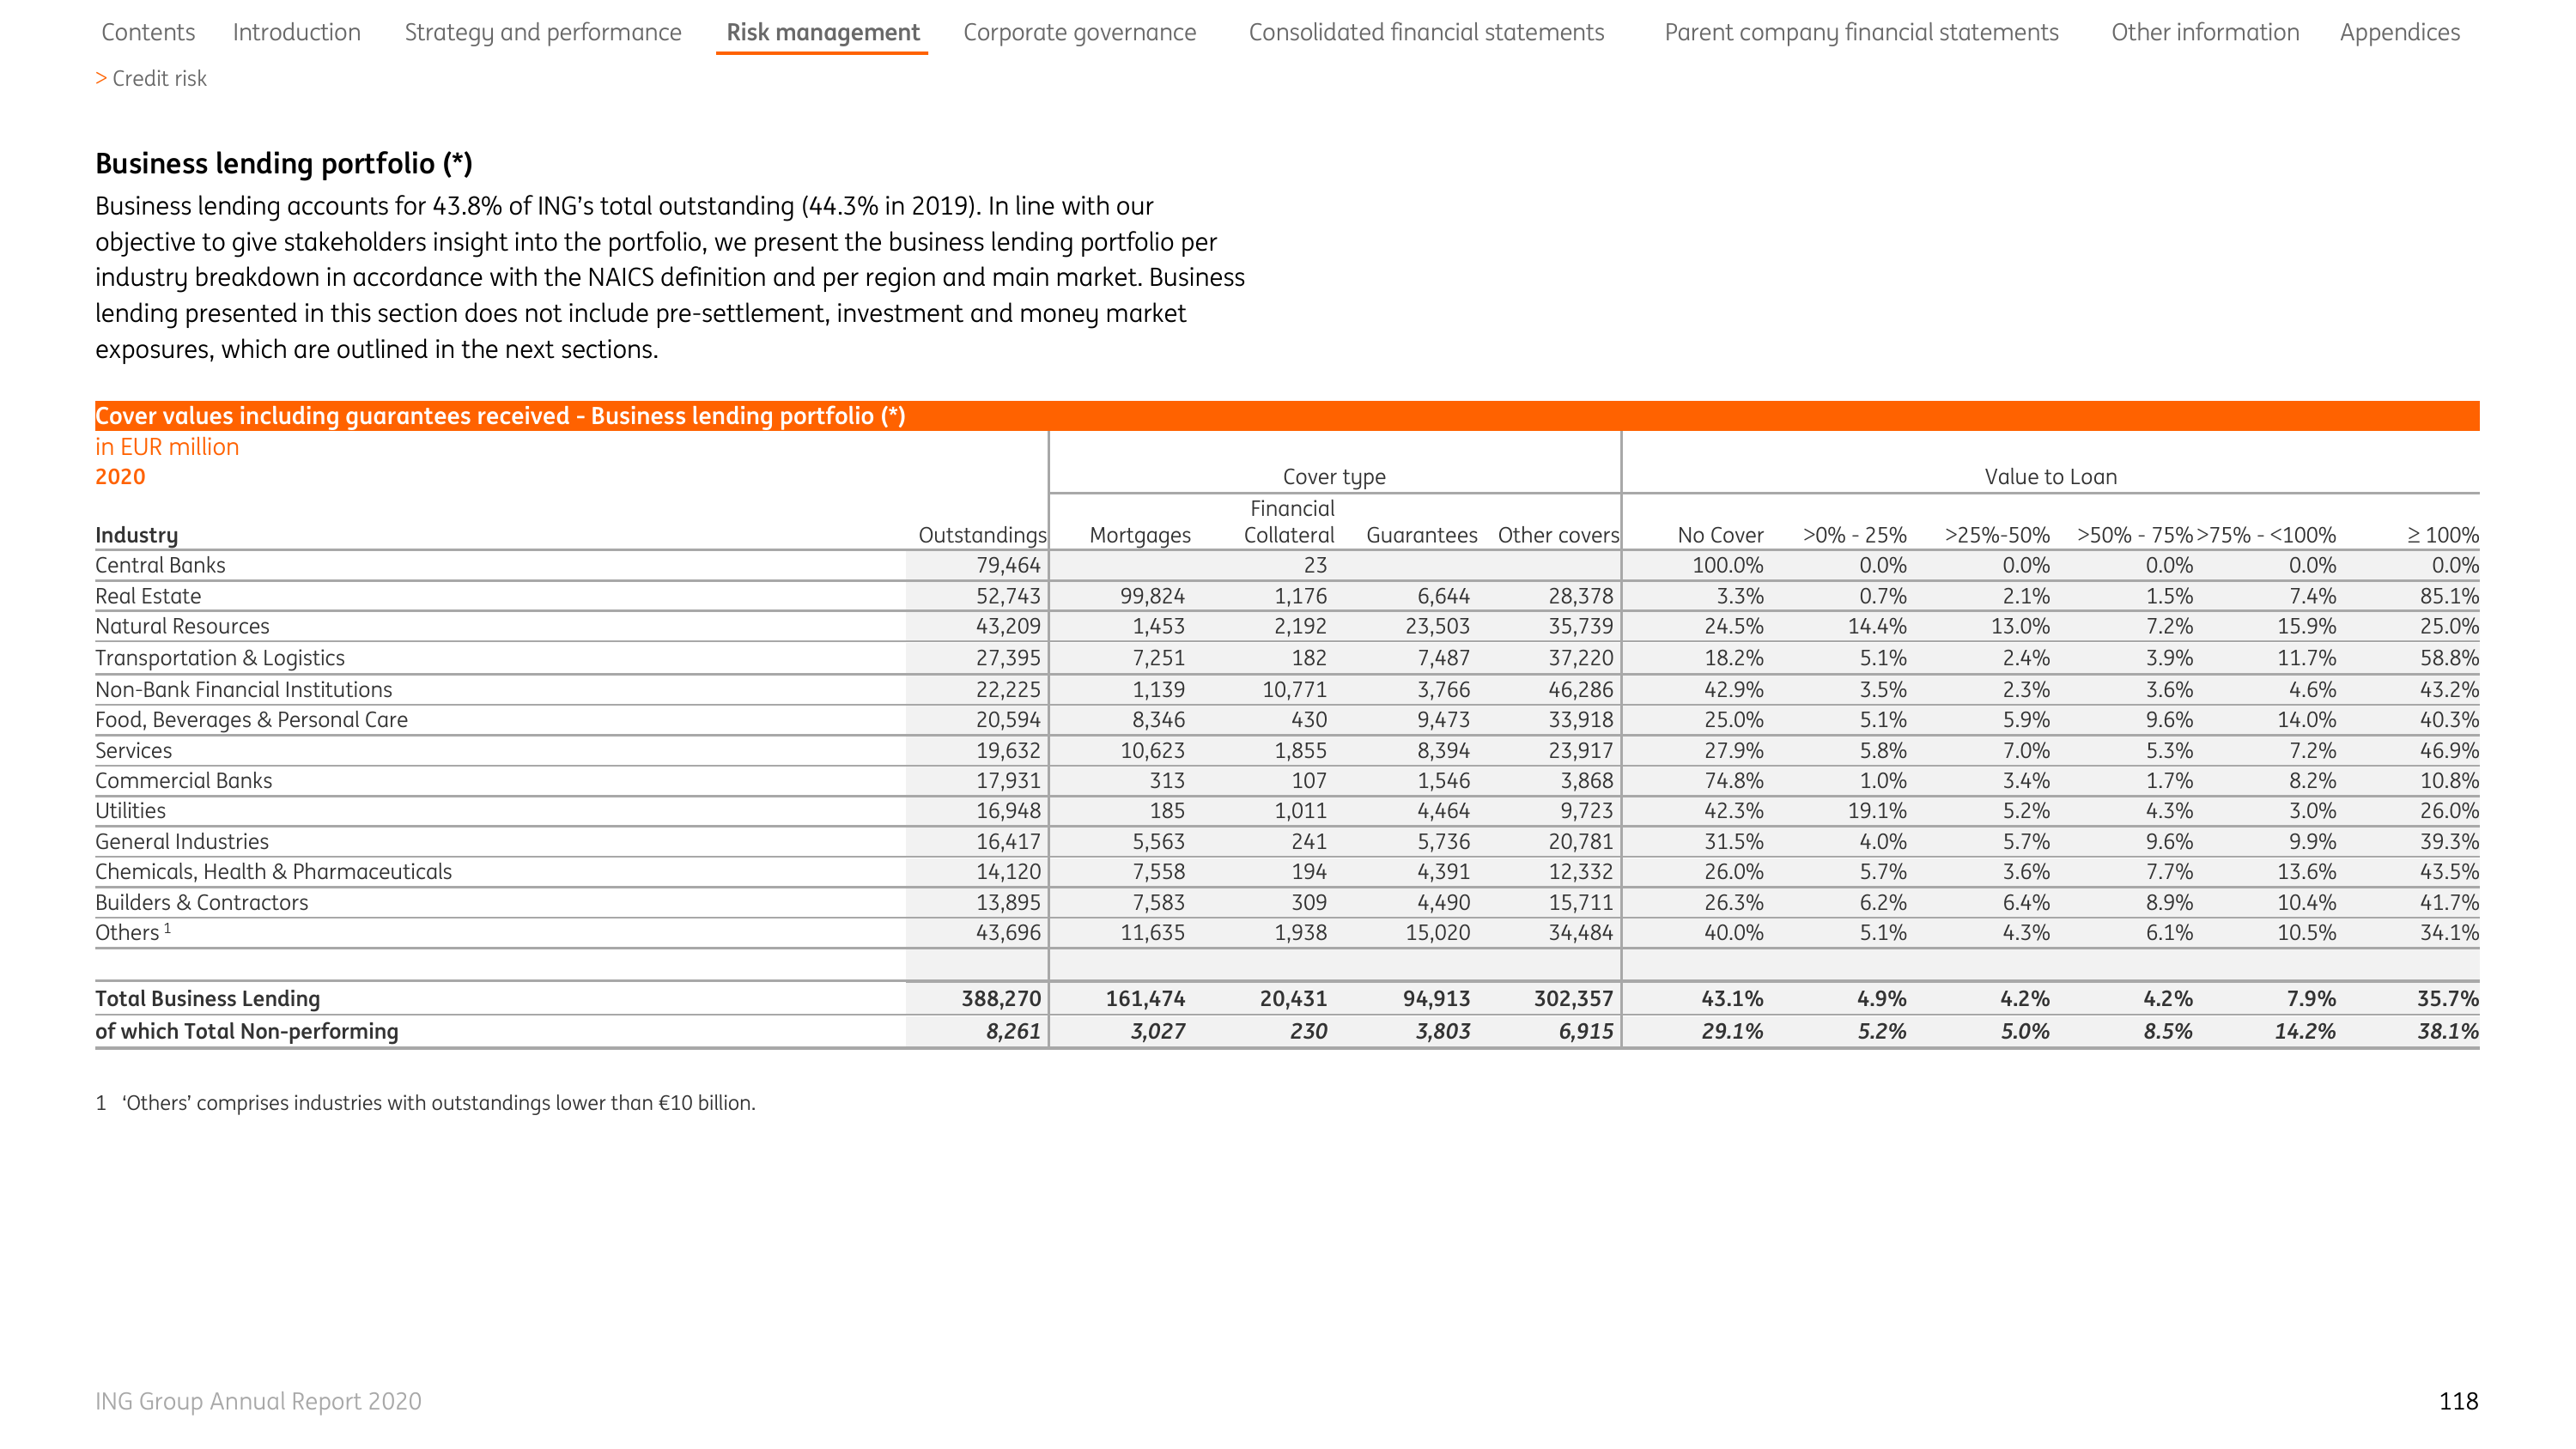 Contents Introduction Strategy and performance Risk management Corporate governance Consolidated financial statements Parent company financial statements Other information Appendices
> Credit risk
Business lending portfolio (*)
Business lending accounts for 43.8% of ING’s total outstanding (44.3% in 2019). In line with our
objective to give stakeholders insight into the portfolio, we present the business lending portfolio per
industry breakdown in accordance with the NAICS definition and per region and main market. Business
lending presented in this section does not include pre-settlement, investment and money market
exposures, which are outlined in the next sections.
Cover values including guarantees received - Business lending portfolio (*)
in EUR million
2020 Cover type Value to Loan
Financial
Industry Outstandings Mortgages Collateral Guarantees Other covers No Cover >0% - 25% >25%-50% >50% - 75% >75% - <100% ≥ 100%
Central Banks 79,464 23 100.0% 0.0% 0.0% 0.0% 0.0% 0.0%
Real Estate 52,743 99,824 1,176 6,644 28,378 3.3% 0.7% 2.1% 1.5% 7.4% 85.1%
Natural Resources 43,209 1,453 2,192 23,503 35,739 24.5% 14.4% 13.0% 7.2% 15.9% 25.0%
Transportation & Logistics 27,395 7,251 182 7,487 37,220 18.2% 5.1% 2.4% 3.9% 11.7% 58.8%
Non-Bank Financial Institutions 22,225 1,139 10,771 3,766 46,286 42.9% 3.5% 2.3% 3.6% 4.6% 43.2%
Food, Beverages & Personal Care 20,594 8,346 430 9,473 33,918 25.0% 5.1% 5.9% 9.6% 14.0% 40.3%
Services 19,632 10,623 1,855 8,394 23,917 27.9% 5.8% 7.0% 5.3% 7.2% 46.9%
Commercial Banks 17,931 313 107 1,546 3,868 74.8% 1.0% 3.4% 1.7% 8.2% 10.8%
Utilities 16,948 185 1,011 4,464 9,723 42.3% 19.1% 5.2% 4.3% 3.0% 26.0%
General Industries 16,417 5,563 241 5,736 20,781 31.5% 4.0% 5.7% 9.6% 9.9% 39.3%
Chemicals, Health & Pharmaceuticals 14,120 7,558 194 4,391 12,332 26.0% 5.7% 3.6% 7.7% 13.6% 43.5%
Builders & Contractors 13,895 7,583 309 4,490 15,711 26.3% 6.2% 6.4% 8.9% 10.4% 41.7%
Others 1 43,696 11,635 1,938 15,020 34,484 40.0% 5.1% 4.3% 6.1% 10.5% 34.1%
Total Business Lending 388,270 161,474 20,431 94,913 302,357 43.1% 4.9% 4.2% 4.2% 7.9% 35.7%
of which Total Non-performing 8,261 3,027 230 3,803 6,915 29.1% 5.2% 5.0% 8.5% 14.2% 38.1%
1 ‘Others’ comprises industries with outstandings lower than €10 billion.
ING Group Annual Report 2020 118